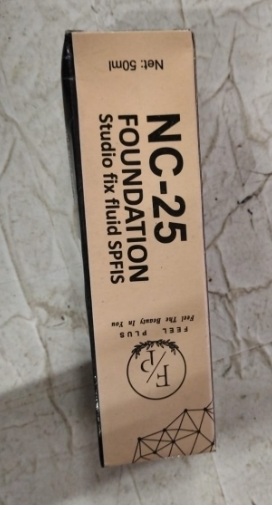 NC-25
FOUNDATION
Studio fix fluid SPFIS
Net: 50ml
F/P
FEEL PLUS
Feel The Beauty In You